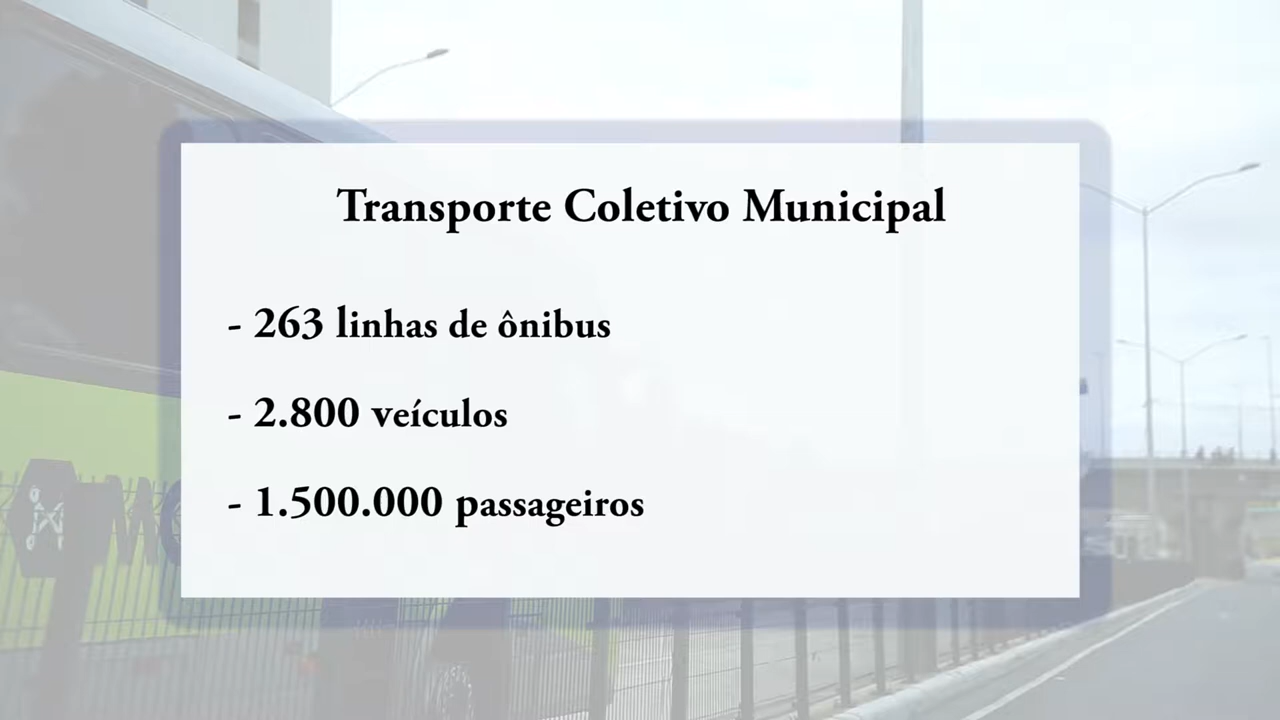 Transporte Coletivo Municipal
- 263 linhas de ônibus
- 2.800 veículos
- 1.500.000 passageiros